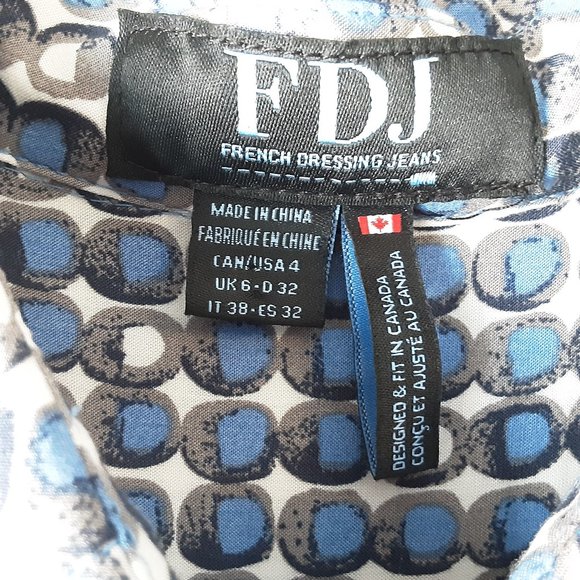 FDJ
FRENCH DRESSING JEANS
MADE IN CHINA
FABRIQUÉ EN CHINE
CAN/USA 4
UK 6-D 32
IT 38-ES 32
DESIGNED & FIT IN CANADA
CONÇU ET AJUSTÉ AU CANADA